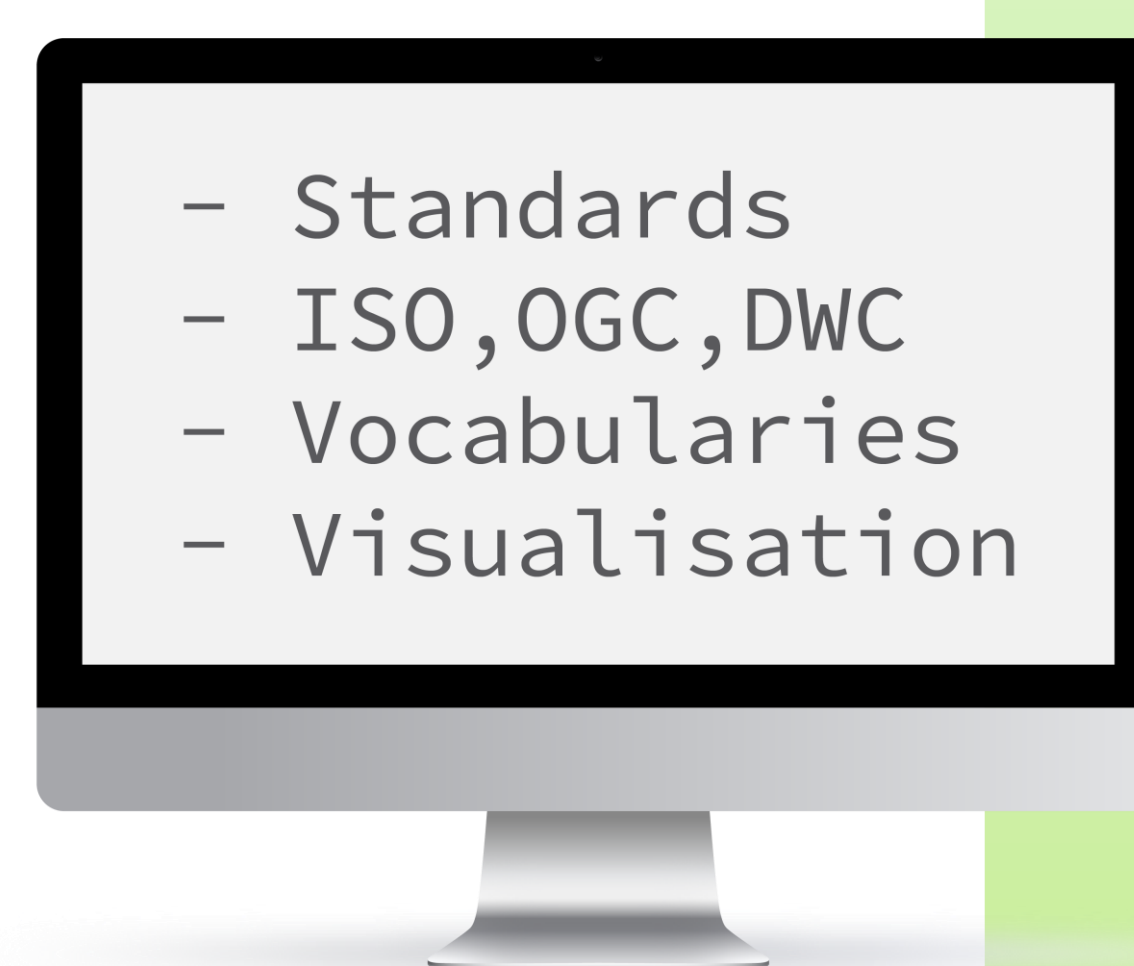 - Standards
- ISO,OGC,DWC
- Vocabularies
- Visualisation